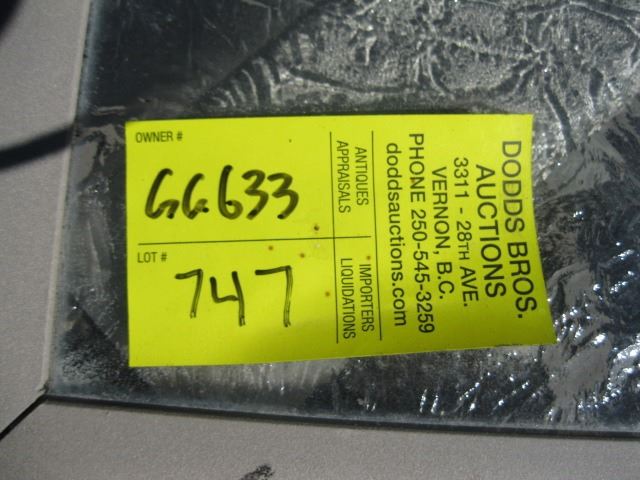 OWNER #
GG633
LOT #
747
ANTIQUES
APPRAISALS
IMPORTERS
LIQUIDATIONS
DODDS BROS.
AUCTIONS
3311 - 28TH AVE.
VERNON, B.C.
PHONE 250-545-3259
doddsauctions.com